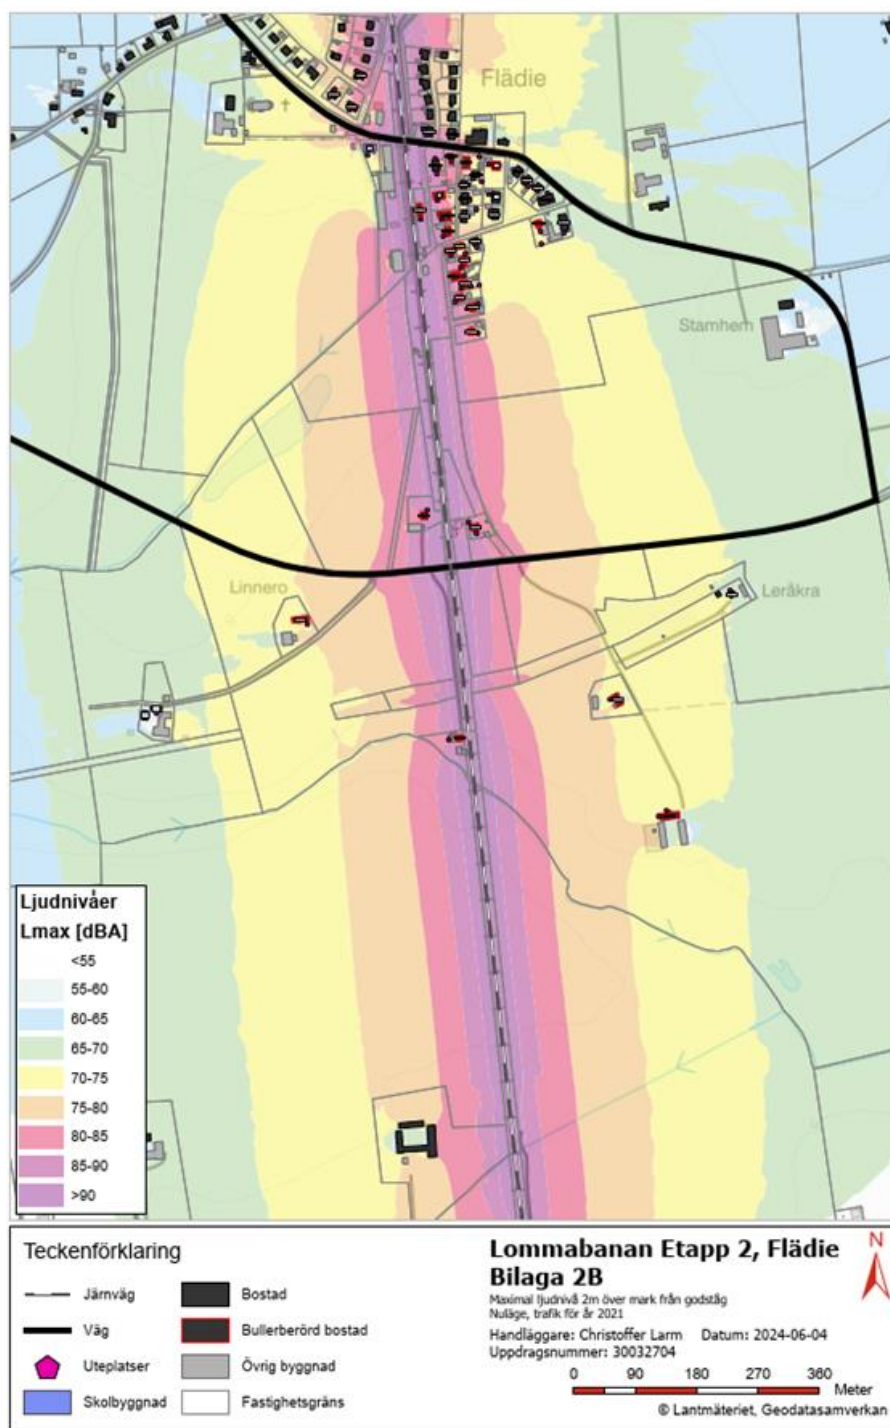 Flädie
Stamhem
Linnero
Leråkra
Ljudnivåer
Lmax [dBA]
<55
55-60
60-65
65-70
70-75
75-80
80-85
85-90
>90
Teckenförklaring
Järnväg
Bostad
Väg
Bullerberörd bostad
Uteplatser
Övrig byggnad
Skolbyggnad
Fastighetsgräns
Lommabanan Etapp 2, Flädie
Bilaga 2B
Maximal ljudnivå 2m över mark från godståg
Nuläge, trafik för år 2021
Handläggare: Christoffer Larm Datum: 2024-06-04
Uppdragsnummer: 30032704
N
0 90 180 270 360
Meter
© Lantmäteriet, Geodatasamverkan